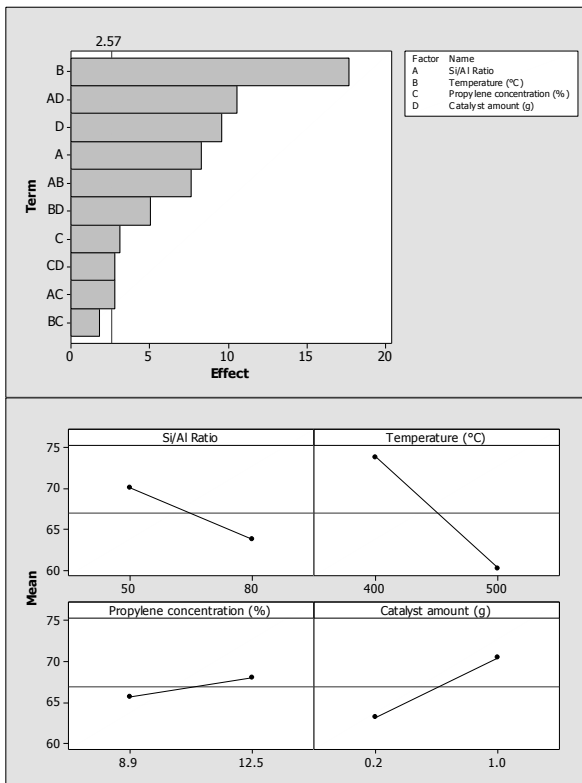 2.57
Term
B
AD
D
A
AB
BD
C
CD
AC
BC
0 5 10 15 20
Effect
Factor Name
A Si/Al Ratio
B Temperature (°C)
C Propylene concentration (%)
D Catalyst amount (g)
Mean
Si/Al Ratio Temperature (°C)
75
70
65
60
50 80 400 500
Propylene concentration (%) Catalyst amount (g)
75
70
65
60
8.9 12.5 0.2 1.0